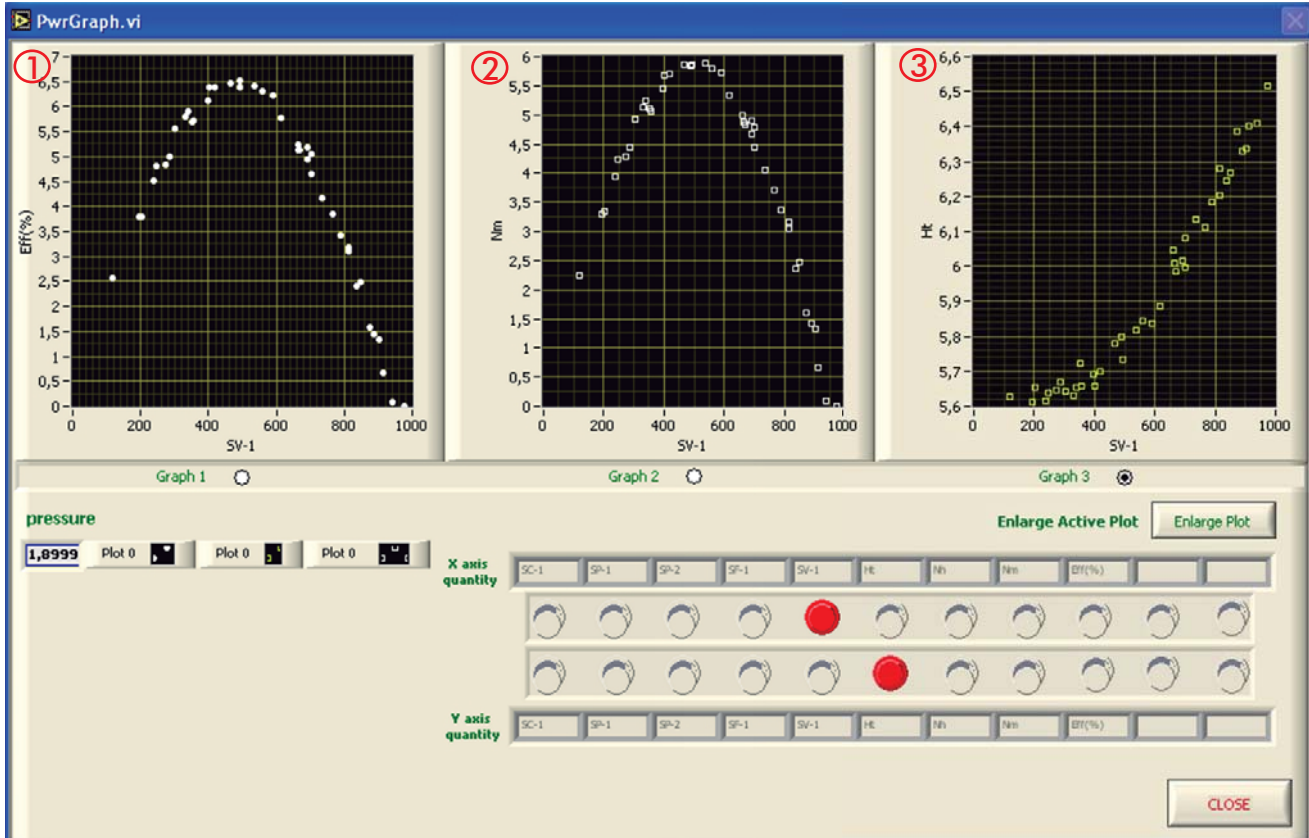 PwrGraph.vi
① ② ③
7
6,5
6
5,5
5
4,5
4
3,5
3
2,5
2
1,5
1
0,5
0
Eff(%)
0 200 400 600 800 1000
SV-1
6
5,5
5
4,5
4
3,5
3
2,5
2
1,5
1
0,5
0
Nm
0 200 400 600 800 1000
SV-1
6,6
6,5
6,4
6,3
6,2
6,1
6
5,9
5,8
5,7
5,6
Ht
0 200 400 600 800 1000
SV-1
Graph 1 Graph 2 Graph 3
pressure
Enlarge Active Plot Enlarge Plot
1,8999 Plot 0 Plot 0 Plot 0
X axis
quantity
SC-1 SP-1 SP-2 SF-1 SV-1 Ht Nh Nm Eff(%)
Y axis
quantity
SC-1 SP-1 SP-2 SF-1 SV-1 Ht Nh Nm Eff(%)
CLOSE